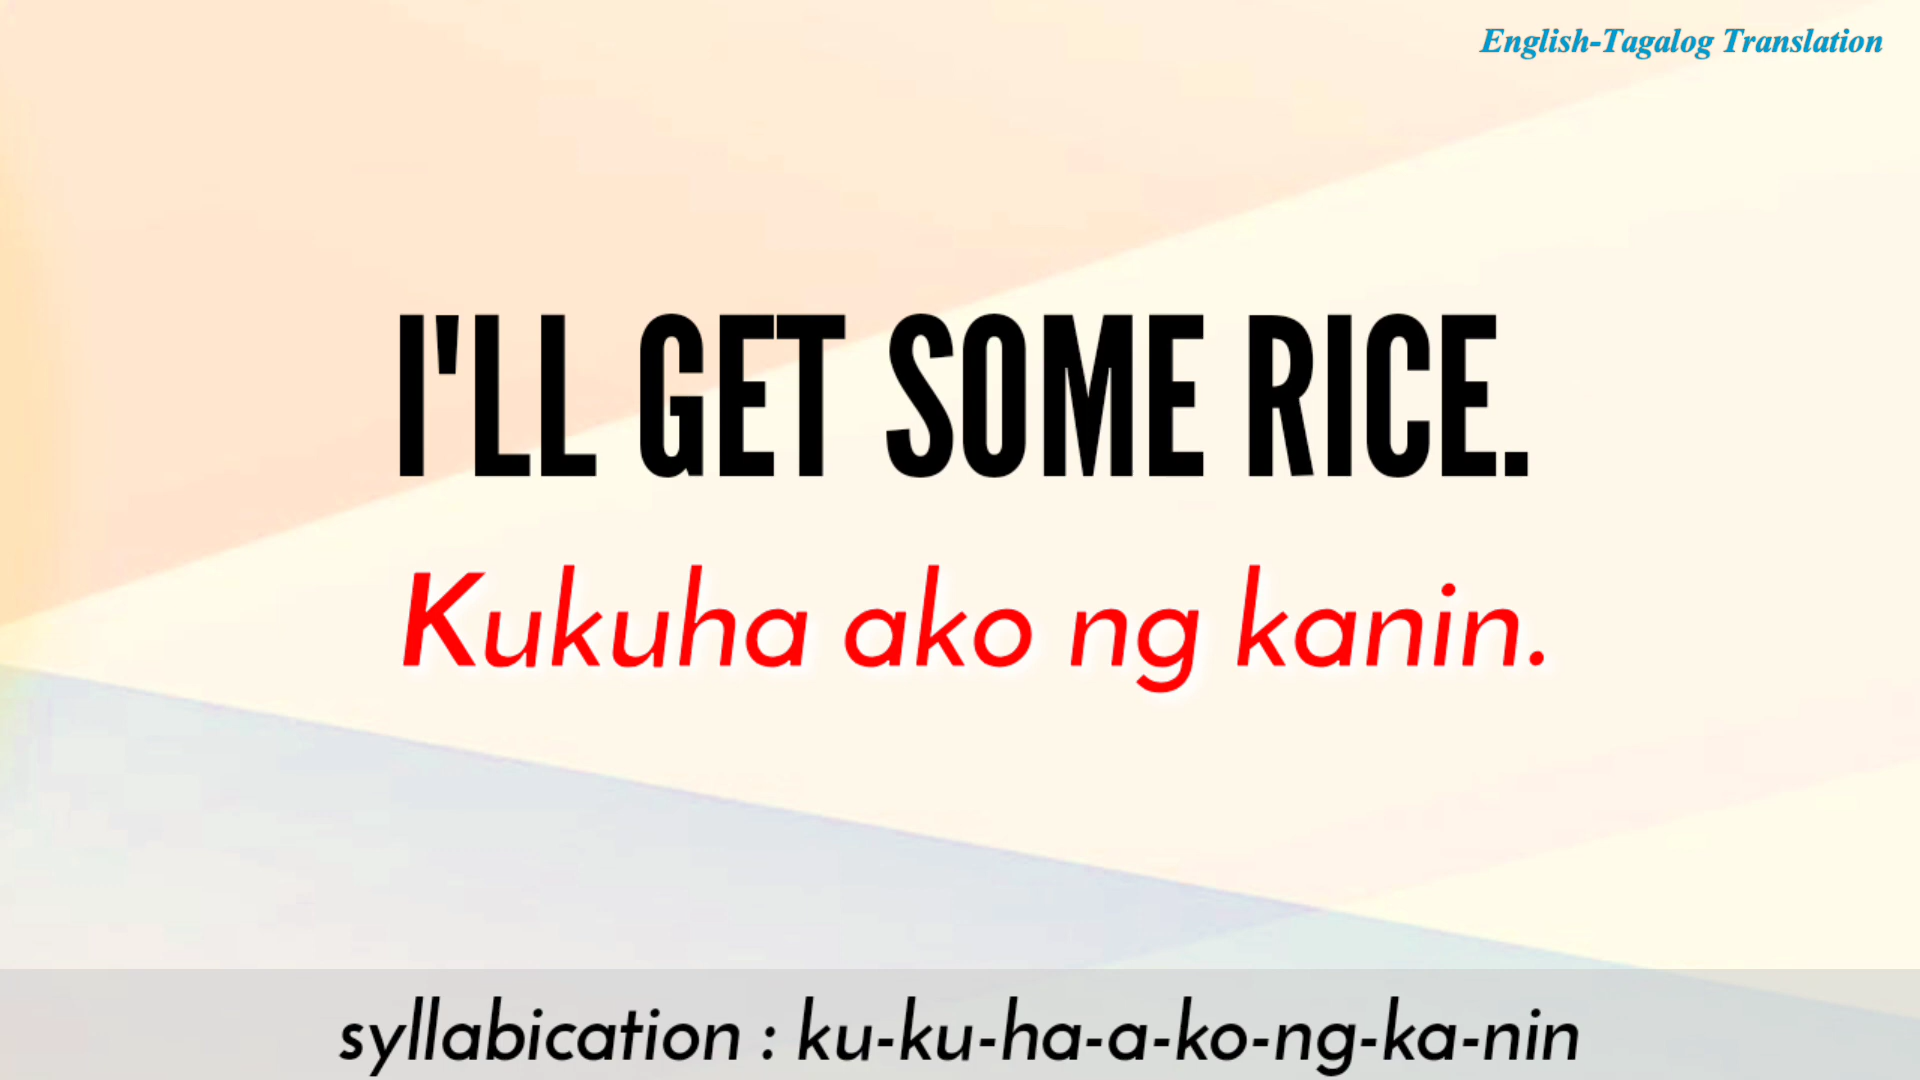 English-Tagalog Translation
I'LL GET SOME RICE.
Kukuha ako ng kanin.
syllabication : ku-ku-ha-a-ko-ng-ka-nin